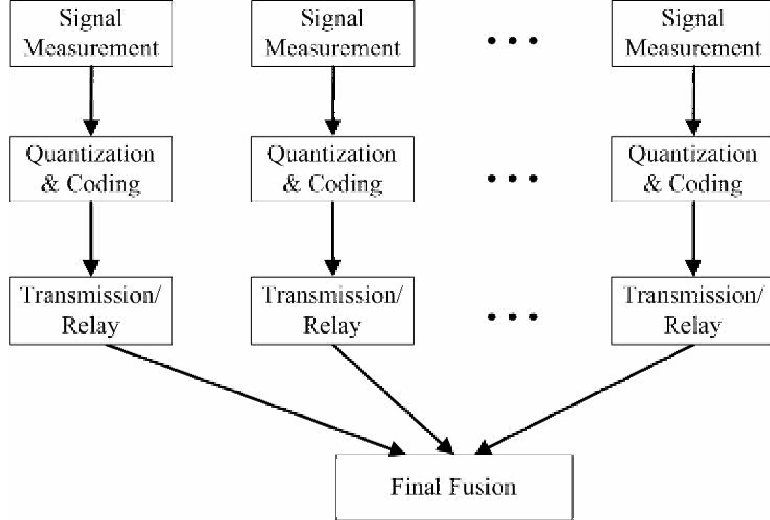 Signal
Measurement
Signal
Measurement
Signal
Measurement
Quantization
& Coding
Quantization
& Coding
Quantization
& Coding
Transmission/
Relay
Transmission/
Relay
Transmission/
Relay
Final Fusion